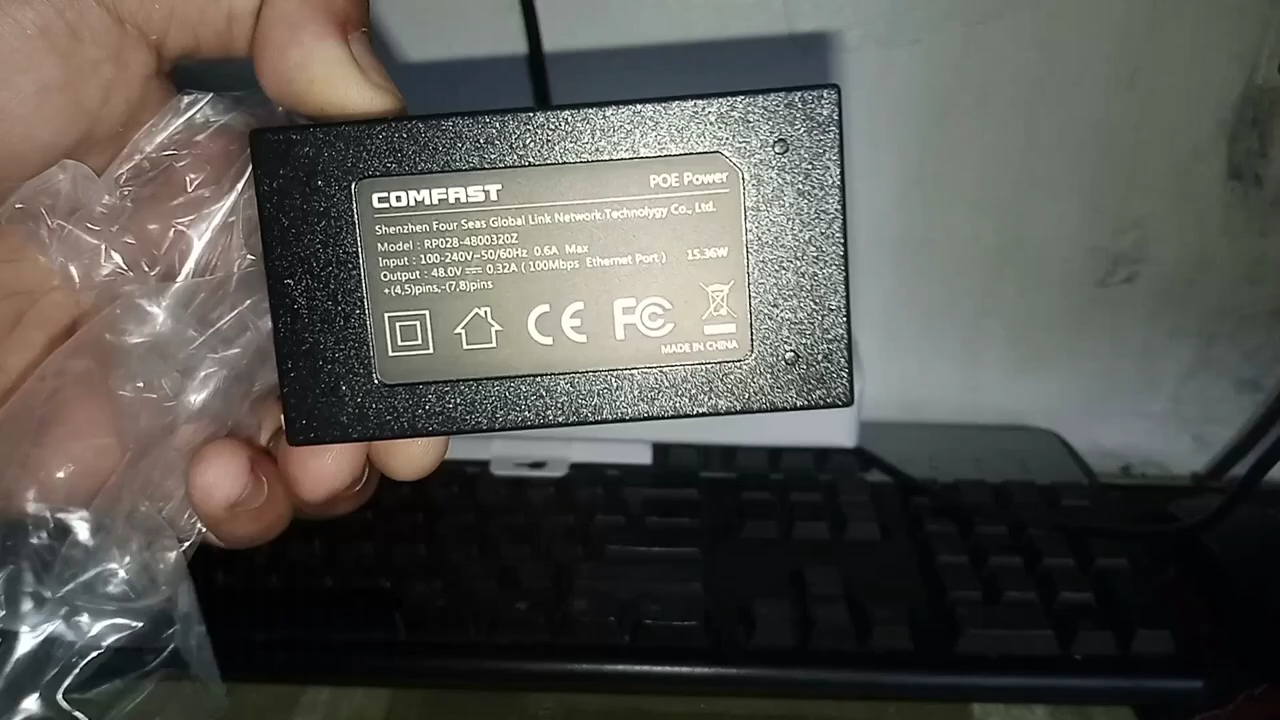 COMFAST
POE Power
Shenzhen Four Seas Global Link Network Technolygy Co., Ltd.
Model : RP028-4800320Z
Input : 100-240V~50/60Hz 0.6A Max
Output : 48.0V⎓0.32A ( 100Mbps Ethernet Port ) 15.36W
+(4,5)pins,-(7,8)pins
CE FC
MADE IN CHINA